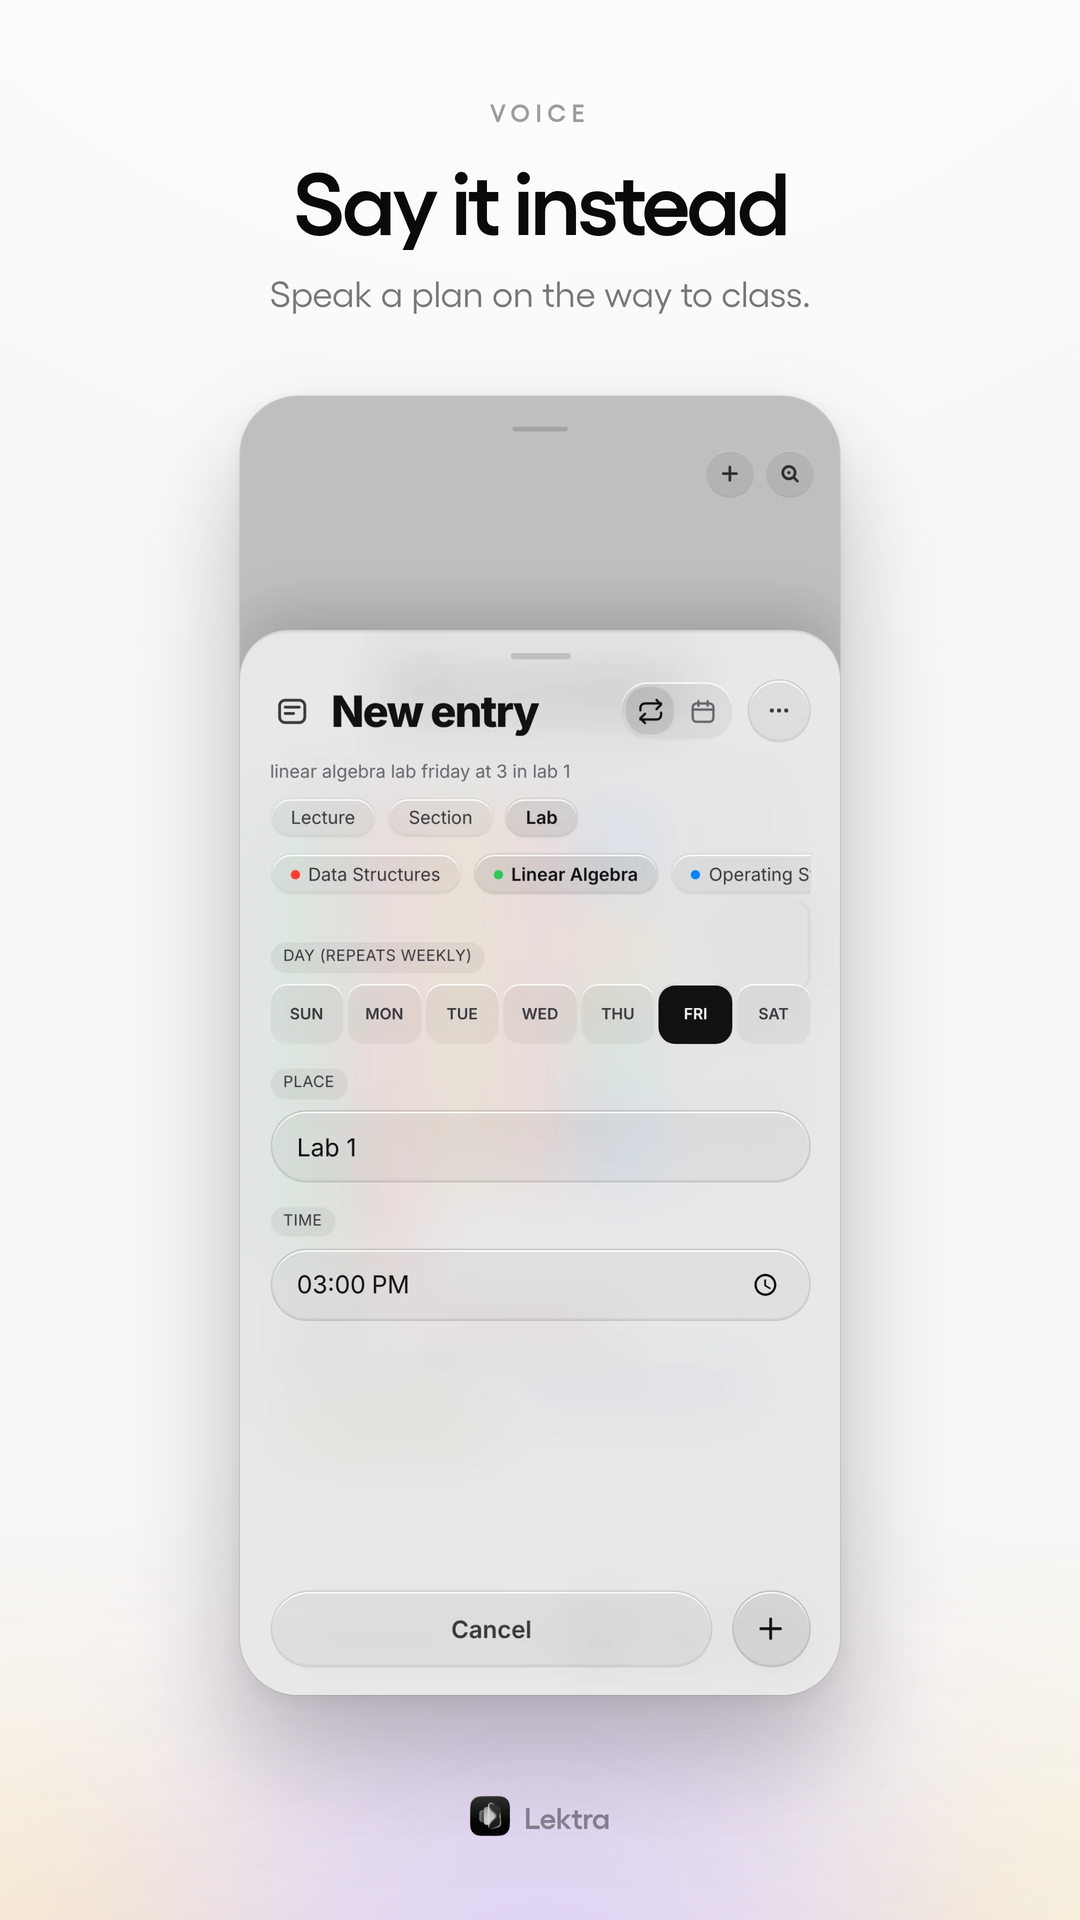 VOICE
Say it instead
Speak a plan on the way to class.
New entry
linear algebra lab friday at 3 in lab 1
Lecture Section Lab
Data Structures Linear Algebra Operating
DAY (REPEATS WEEKLY)
SUN MON TUE WED THU FRI SAT
PLACE
Lab 1
TIME
03:00 PM
Cancel
Lektra